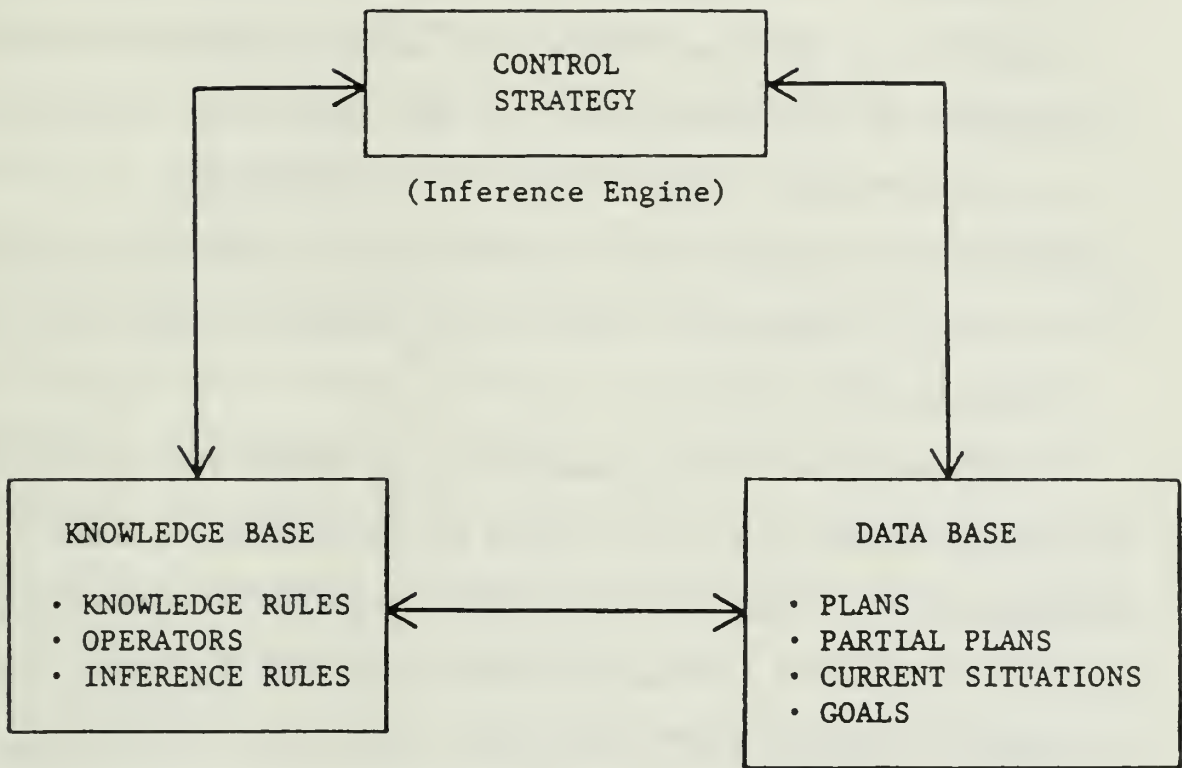 CONTROL
STRATEGY
(Inference Engine)
KNOWLEDGE BASE
• KNOWLEDGE RULES
• OPERATORS
• INFERENCE RULES
DATA BASE
• PLANS
• PARTIAL PLANS
• CURRENT SITUATIONS
• GOALS